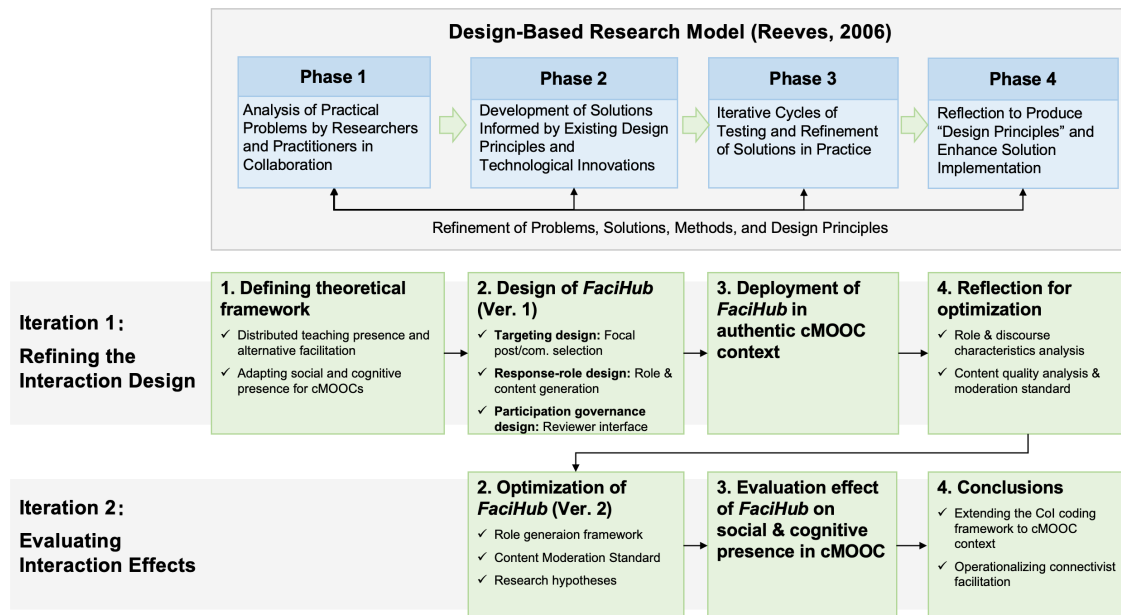 Design-Based Research Model (Reeves, 2006)
Phase 1
Analysis of Practical
Problems by Researchers
and Practitioners in
Collaboration
Phase 2
Development of Solutions
Informed by Existing Design
Principles and
Technological Innovations
Phase 3
Iterative Cycles of
Testing and Refinement
of Solutions in Practice
Phase 4
Reflection to Produce
“Design Principles” and
Enhance Solution
Implementation
Refinement of Problems, Solutions, Methods, and Design Principles
Iteration 1:
Refining the
Interaction Design
1. Defining theoretical
framework
✓ Distributed teaching presence and
alternative facilitation
✓ Adapting social and cognitive
presence for cMOOCs
2. Design of FaciHub
(Ver. 1)
✓ Targeting design: Focal
post/com. selection
✓ Response-role design: Role &
content generation
✓ Participation governance
design: Reviewer interface
3. Deployment of
FaciHub in
authentic cMOOC
context
4. Reflection for
optimization
✓ Role & discourse
characteristics analysis
✓ Content quality analysis &
moderation standard
Iteration 2:
Evaluating
Interaction Effects
2. Optimization of
FaciHub (Ver. 2)
✓ Role generaion framework
✓ Content Moderation Standard
✓ Research hypotheses
3. Evaluation effect
of FaciHub on
social & cognitive
presence in cMOOC
4. Conclusions
✓ Extending the CoI coding
framework to cMOOC
context
✓ Operationalizing connectivist
facilitation